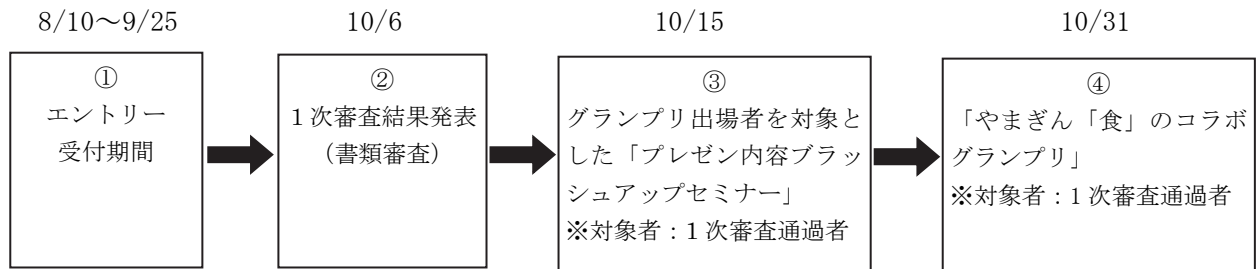 8/10～9/25
10/6
10/15
10/31
①
エントリー
受付期間
②
１次審査結果発表
（書類審査）
③
グランプリ出場者を対象と
した「プレゼン内容ブラッ
シュアップセミナー」
※対象者：１次審査通過者
④
「やまぎん「食」のコラボ
グランプリ」
※対象者：１次審査通過者